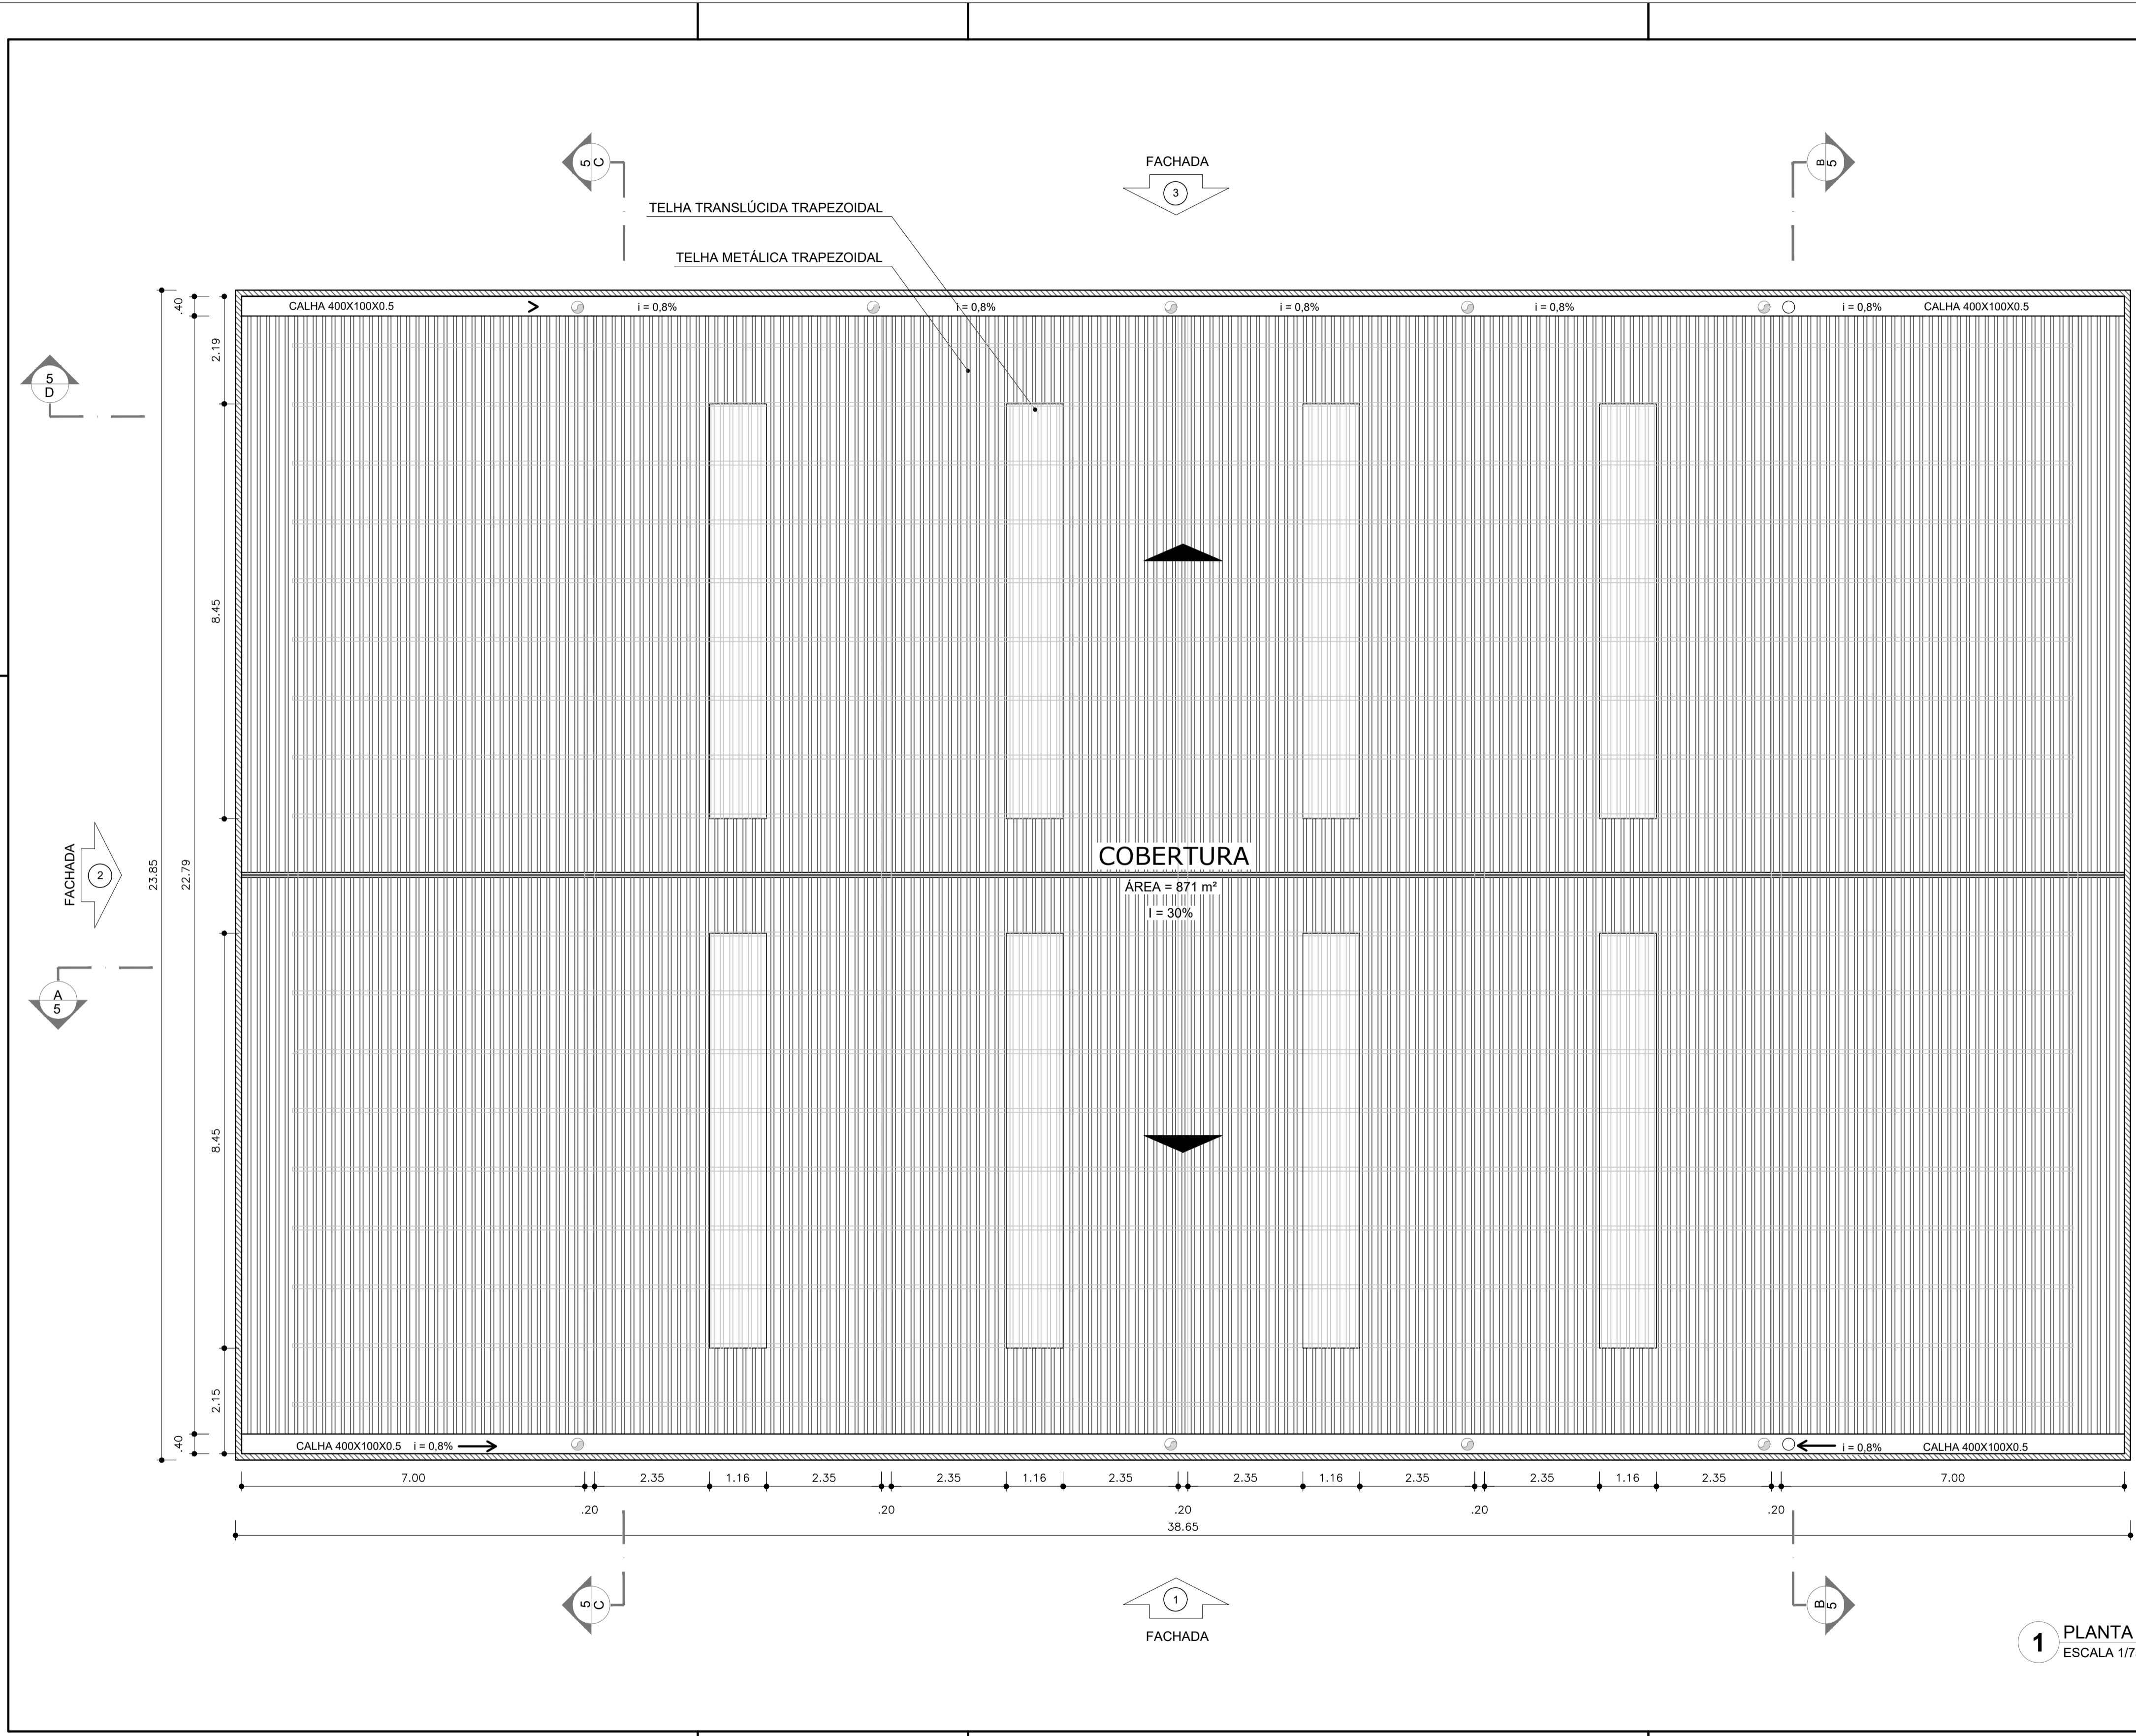 FACHADA
3
5
C
B
5
TELHA TRANSLÚCIDA TRAPEZOIDAL
TELHA METÁLICA TRAPEZOIDAL
CALHA 400X100X0.5
i = 0,8%
i = 0,8%
i = 0,8%
i = 0,8%
i = 0,8%
CALHA 400X100X0.5
.40
2.19
5
D
8.45
FACHADA
2
23.85
22.79
COBERTURA
ÁREA = 871 m²
I = 30%
A
5
8.45
2.15
.40
CALHA 400X100X0.5
i = 0,8%
i = 0,8%
CALHA 400X100X0.5
7.00
2.35
1.16
2.35
2.35
1.16
2.35
2.35
1.16
2.35
2.35
1.16
2.35
7.00
.20
.20
.20
.20
.20
38.65
5
C
1
FACHADA
B
5
1
PLANTA
ESCALA 1/7